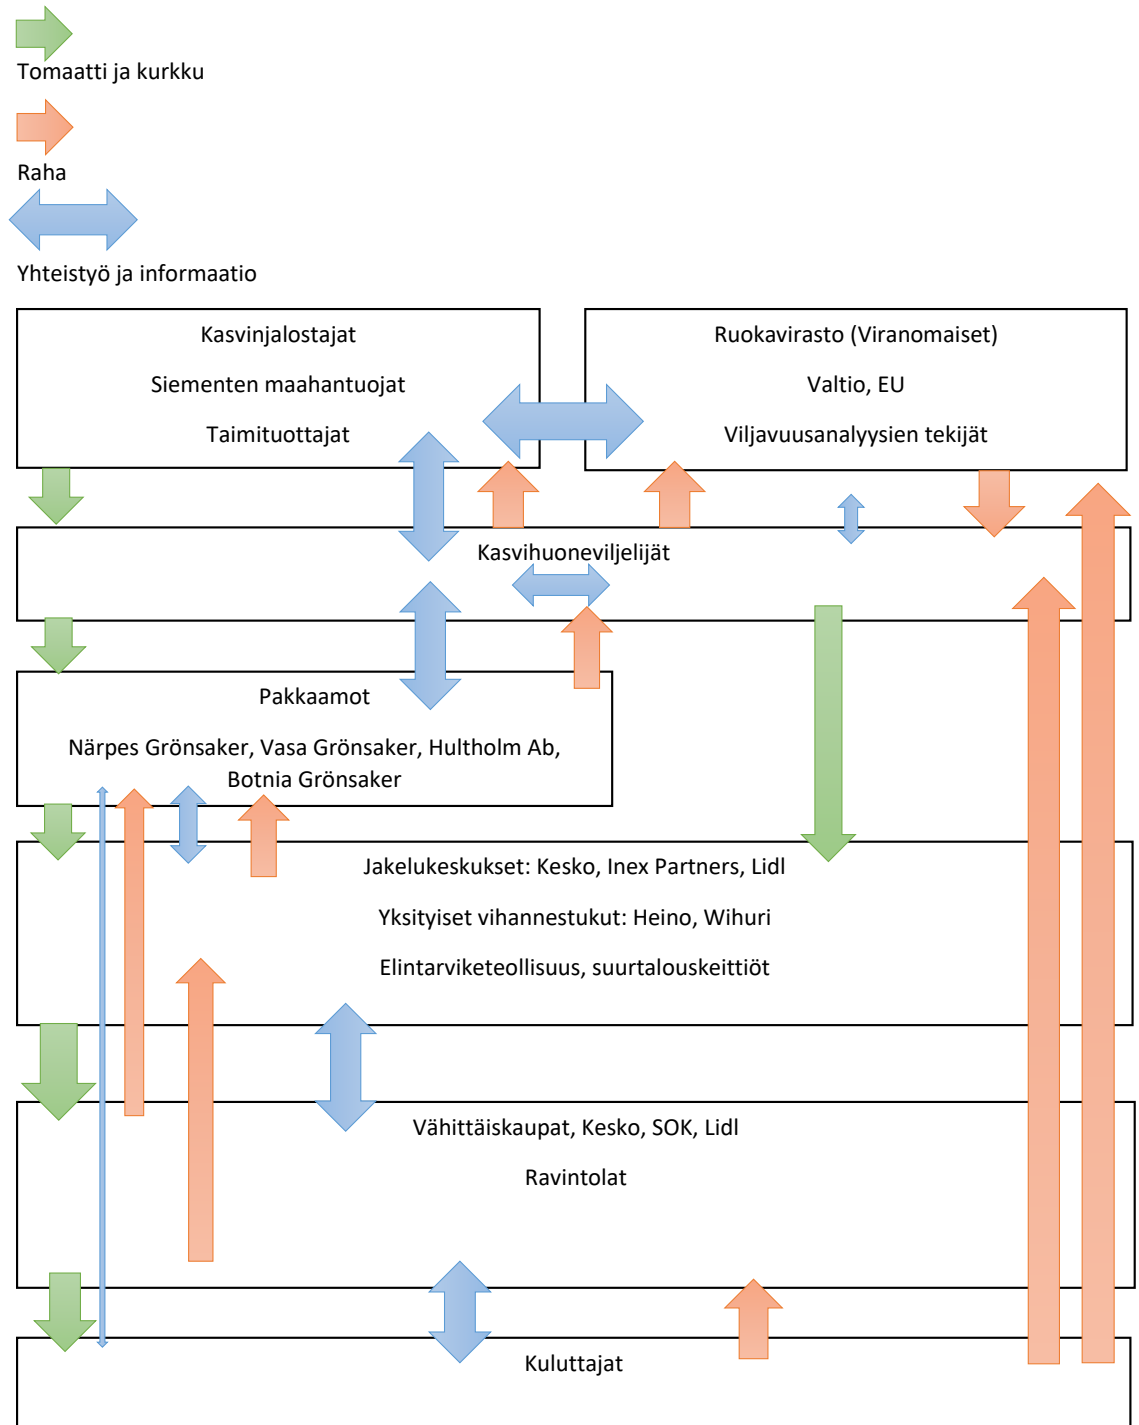 Tomaatti ja kurkku
Raha
Yhteistyö ja informaatio
Kasvinjalostajat
Siementen maahantuojat
Taimituottajat
Ruokavirasto (Viranomaiset)
Valtio, EU
Viljavuusanalyysien tekijät
Kasvihuoneviljelijät
Pakkaamot
Närpes Grönsaker, Vasa Grönsaker, Hultholm Ab,
Botnia Grönsaker
Jakelukeskukset: Kesko, Inex Partners, Lidl
Yksityiset vihannestukut: Heino, Wihuri
Elintarviketeollisuus, suurtalouskeittiöt
Vähittäiskaupat, Kesko, SOK, Lidl
Ravintolat
Kuluttajat